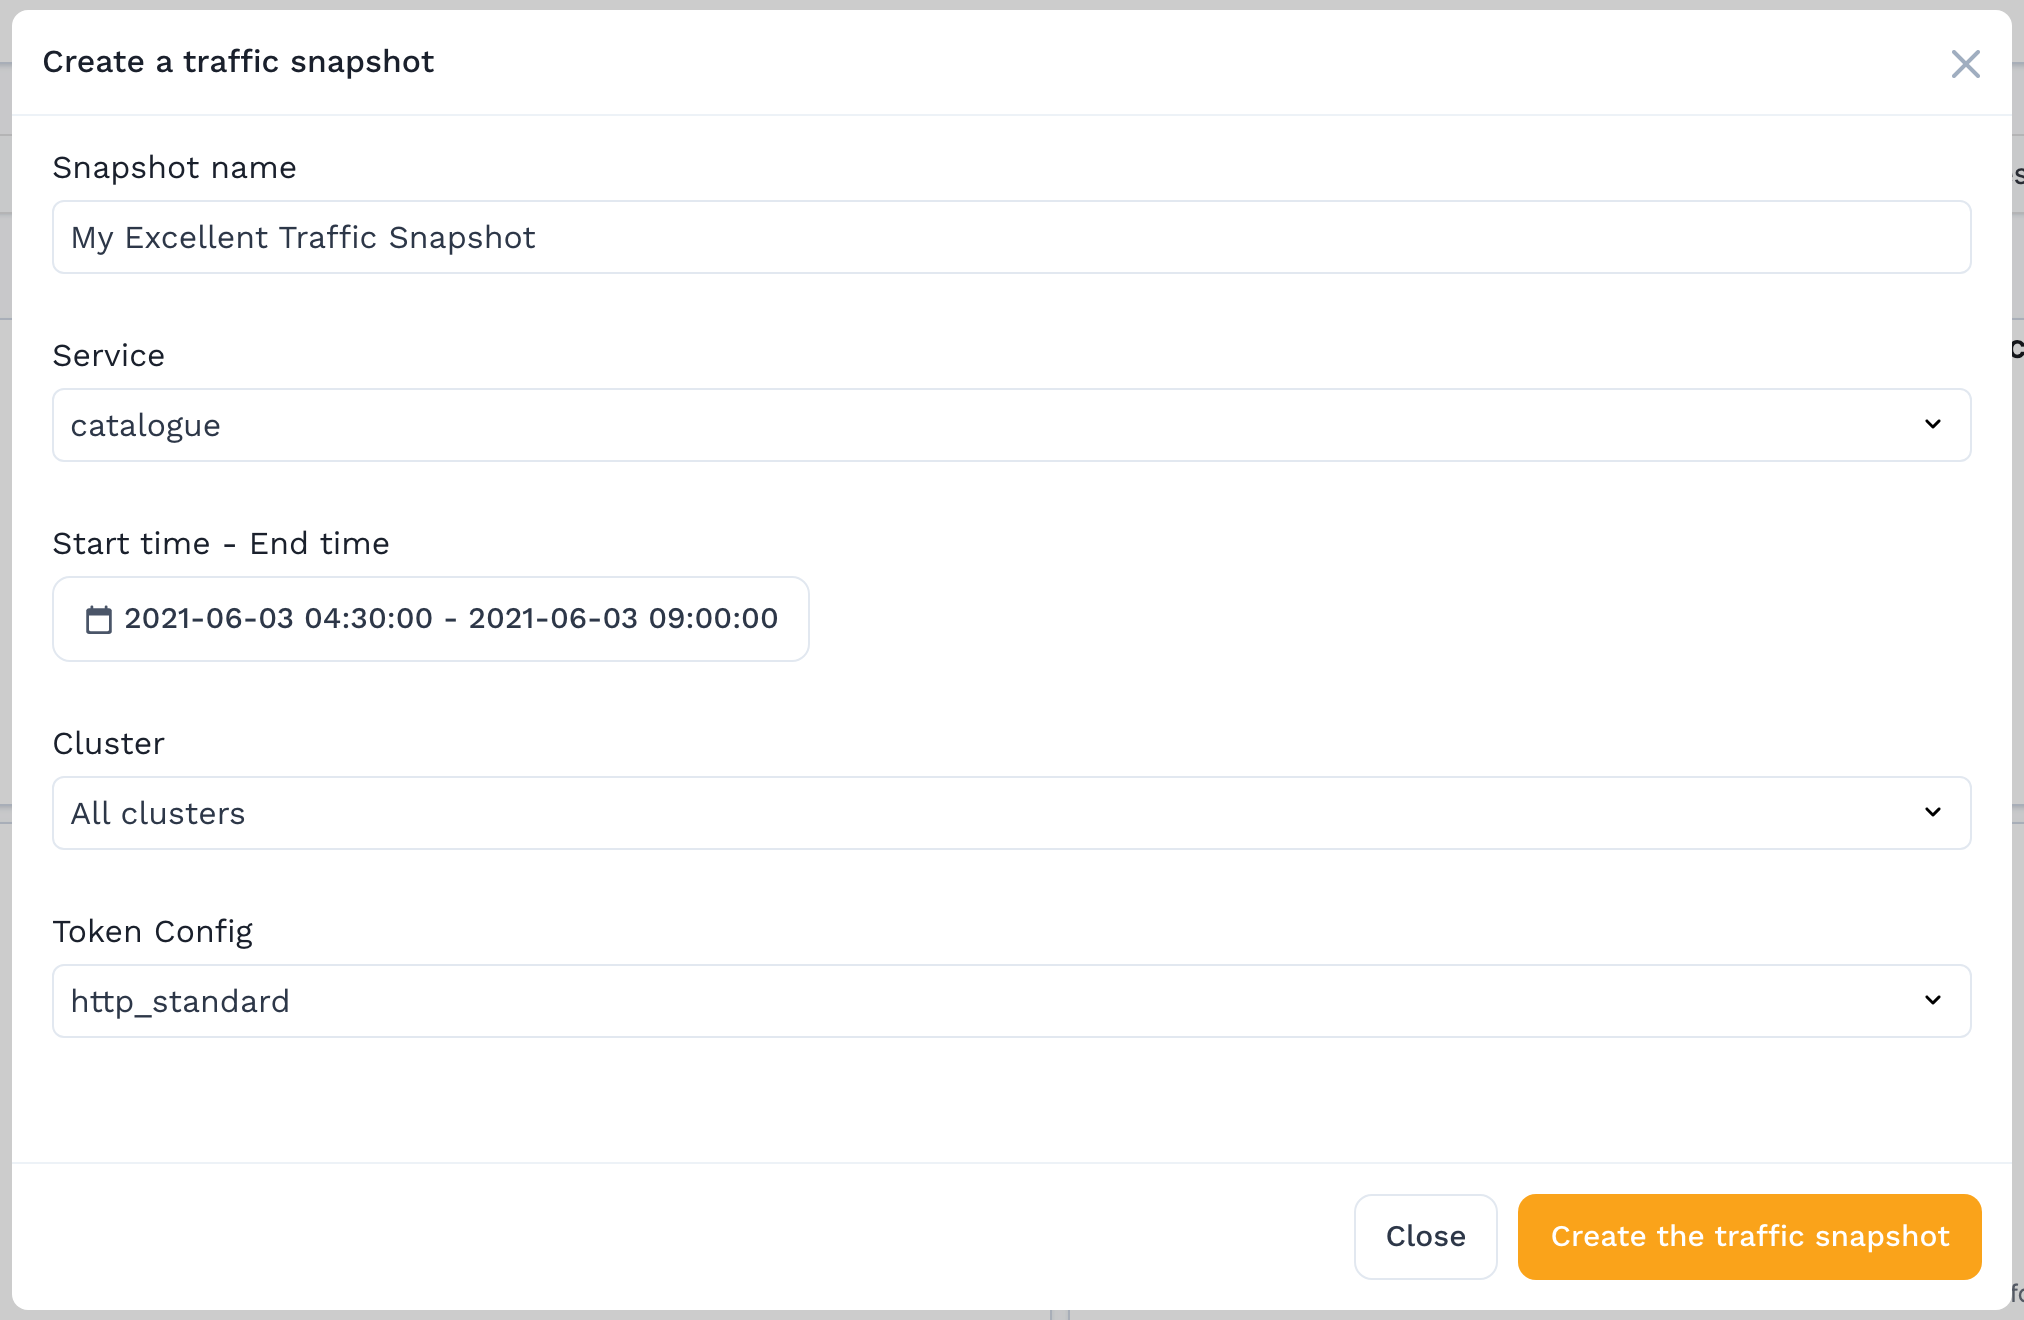 Create a traffic snapshot
Snapshot name
My Excellent Traffic Snapshot
Service
catalogue
Start time - End time
2021-06-03 04:30:00 - 2021-06-03 09:00:00
Cluster
All clusters
Token Config
http_standard
Close
Create the traffic snapshot